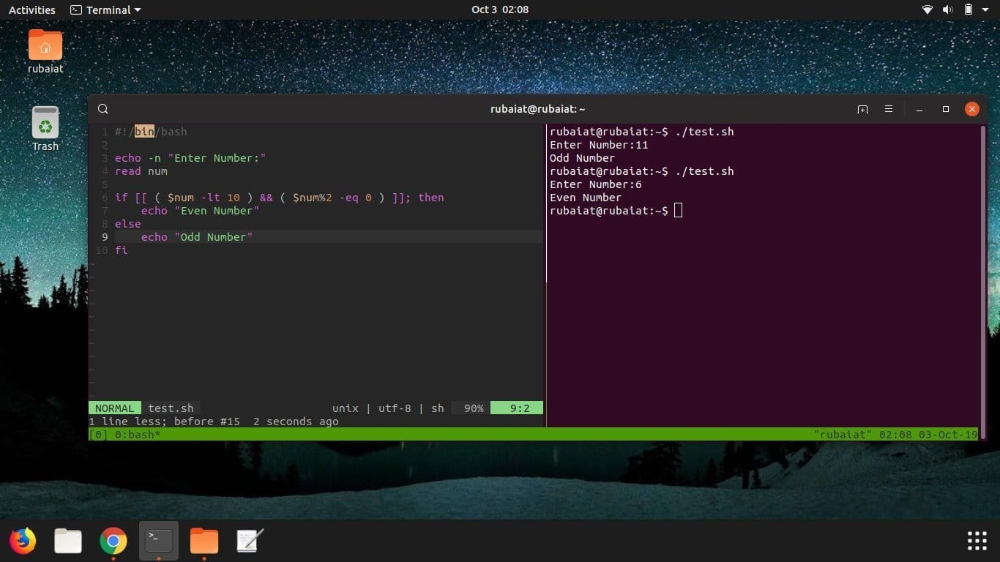 Activities
Terminal
Oct 3 02:08
rubaiat
Trash
rubaiat@rubaiat: ~
1 #!/bin/bash
2
3 echo -n "Enter Number:"
4 read num
5
6 if [[ ( $num -lt 10 ) && ( $num%2 -eq 0 ) ]]; then
7     echo "Even Number"
8 else
9     echo "Odd Number"
10 fi
~
~
~
~
~
~
~
~
~
~
~
NORMAL test.sh unix | utf-8 | sh 90% 9:2
1 line less; before #15  2 seconds ago
rubaiat@rubaiat:~$ ./test.sh
Enter Number:11
Odd Number
rubaiat@rubaiat:~$ ./test.sh
Enter Number:6
Even Number
rubaiat@rubaiat:~$
[0] 0:bash* "rubaiat" 02:08 03-Oct-19